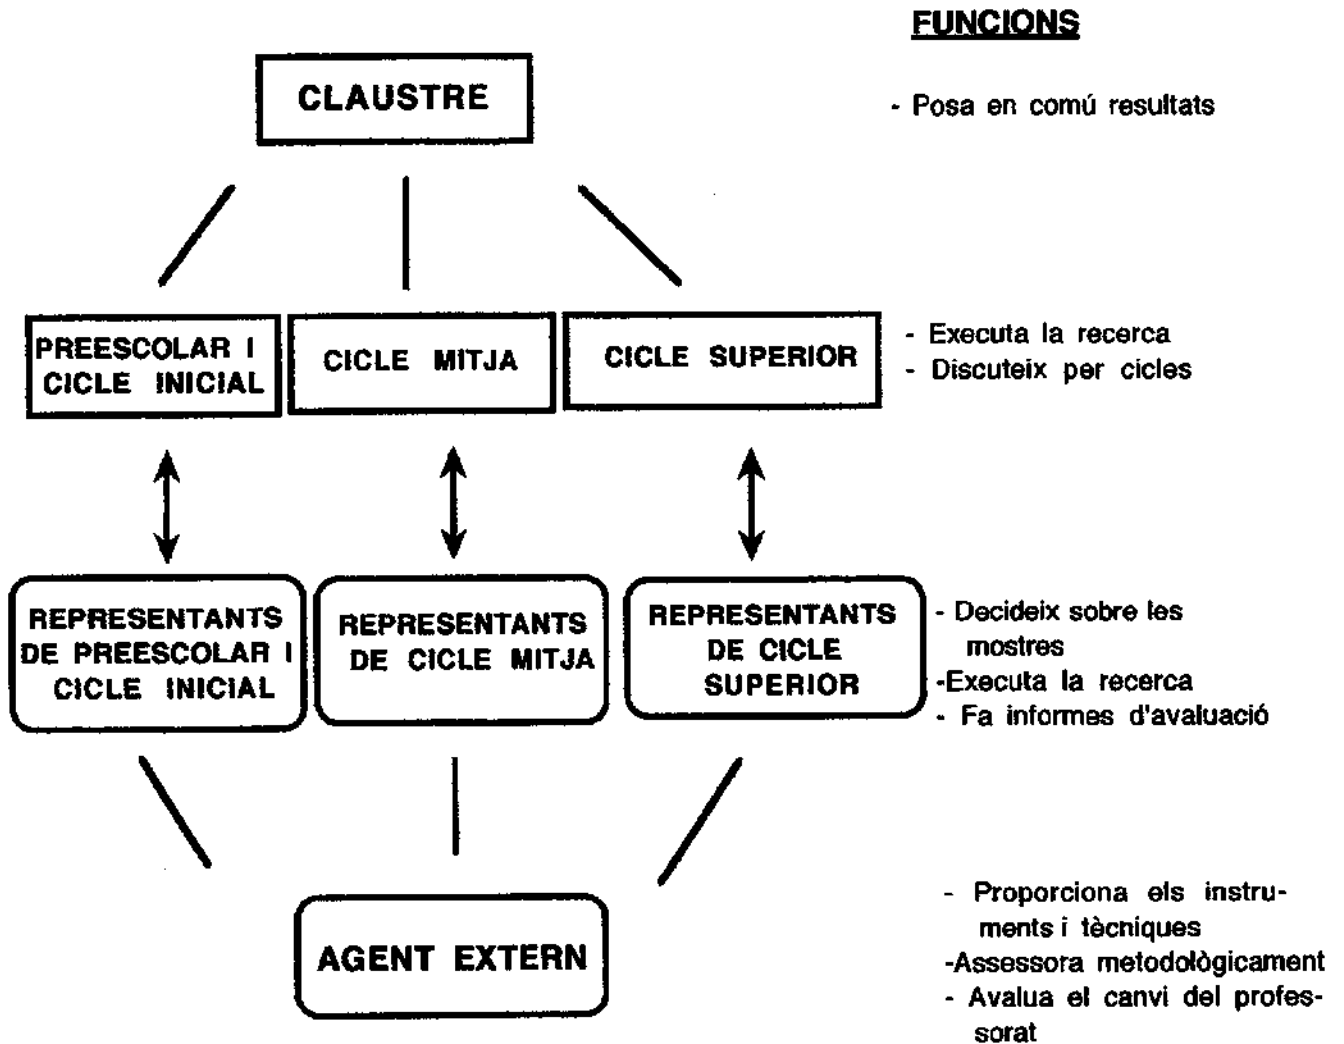 FUNCIONS
CLAUSTRE
- Posa en comú resultats
PREESCOLAR I
CICLE INICIAL
CICLE MITJA
CICLE SUPERIOR
- Executa la recerca
- Discuteix per cicles
REPRESENTANTS
DE PREESCOLAR I
CICLE INICIAL
REPRESENTANTS
DE CICLE MITJA
REPRESENTANTS
DE CICLE
SUPERIOR
- Decideix sobre les
mostres
-Executa la recerca
- Fa informes d'avaluació
AGENT EXTERN
- Proporciona els instru-
ments i tècniques
-Assessora metodològicament
- Avalua el canvi del profes-
sorat